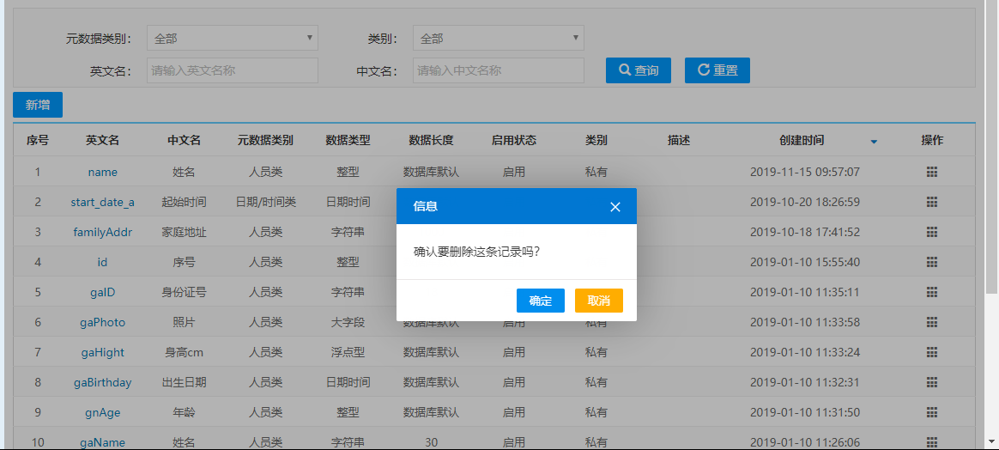 元数据类别： 全部 类别： 全部
英文名： 请输入英文名称 中文名： 请输入中文名称 查询 重置
新增
序号 英文名 中文名 元数据类别 数据类型 数据长度 启用状态 类别 描述 创建时间 操作
1 name 姓名 人员类 整型 数据库默认 启用 私有 2019-11-15 09:57:07
2 start_date_a 起始时间 日期/时间类 日期时间 2019-10-20 18:26:59
3 familyAddr 家庭地址 人员类 字符串 2019-10-18 17:41:52
4 id 序号 人员类 整型 2019-01-10 15:55:40
5 gaID 身份证号 人员类 字符串 2019-01-10 11:35:11
6 gaPhoto 照片 人员类 大字段 数据库默认 启用 私有 2019-01-10 11:33:58
7 gaHight 身高cm 人员类 浮点型 数据库默认 启用 私有 2019-01-10 11:33:24
8 gaBirthday 出生日期 人员类 日期时间 数据库默认 启用 私有 2019-01-10 11:32:31
9 gnAge 年龄 人员类 整型 数据库默认 启用 私有 2019-01-10 11:31:50
10 gaName 姓名 人员类 字符串 30 启用 私有 2019-01-10 11:26:06
信息
确认要删除这条记录吗？
确定 取消